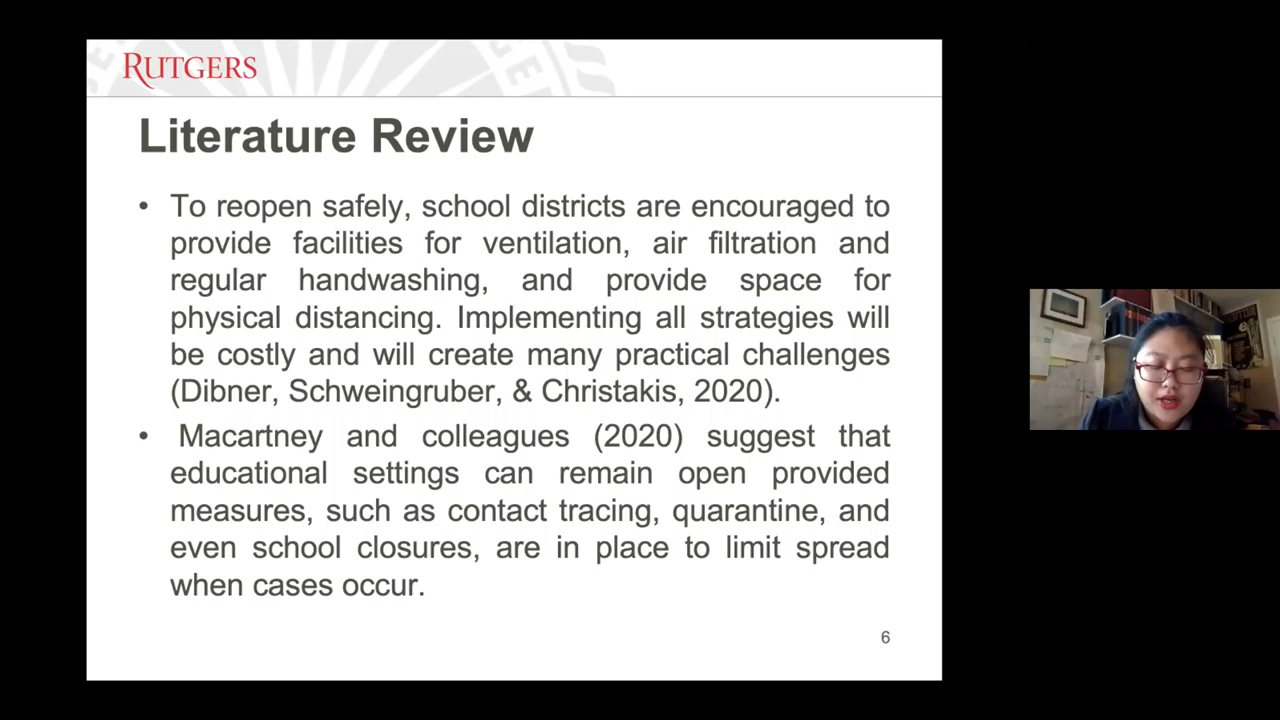 RUTGERS
Literature Review
• To reopen safely, school districts are encouraged to
provide facilities for ventilation, air filtration and
regular handwashing, and provide space for
physical distancing. Implementing all strategies will
be costly and will create many practical challenges
(Dibner, Schweingruber, & Christakis, 2020).
• Macartney and colleagues (2020) suggest that
educational settings can remain open provided
measures, such as contact tracing, quarantine, and
even school closures, are in place to limit spread
when cases occur.
6